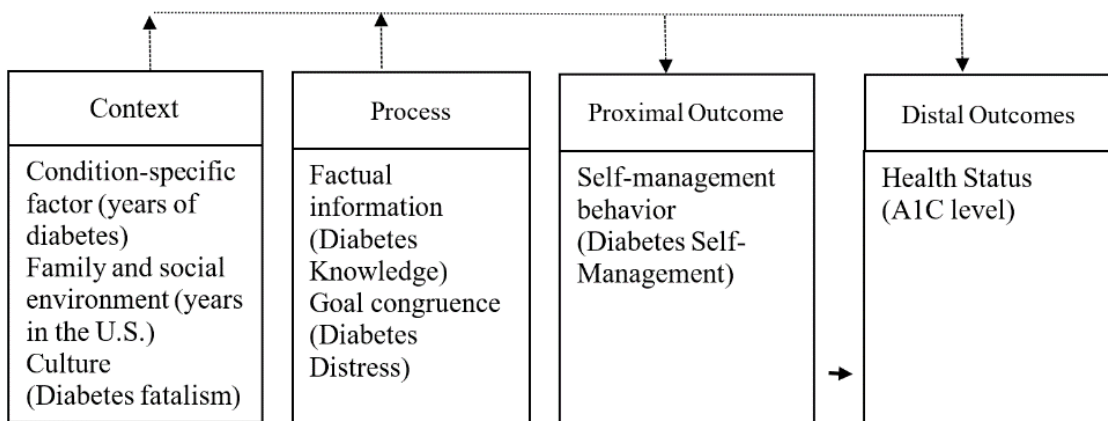 Context
Condition-specific
factor (years of
diabetes)
Family and social
environment (years
in the U.S.)
Culture
(Diabetes fatalism)
Process
Factual
information
(Diabetes
Knowledge)
Goal congruence
(Diabetes
Distress)
Proximal Outcome
Self-management
behavior
(Diabetes Self-
Management)
Distal Outcomes
Health Status
(A1C level)